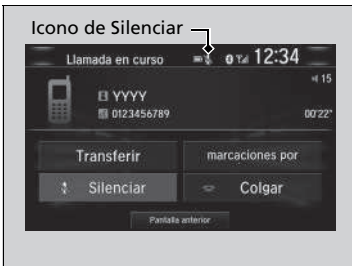 Icono de Silenciar
Llamada en curso 12:34
15
YYYY
0123456789 00'22"
Transferir marcaciones por
Silenciar Colgar
Pantalla anterior